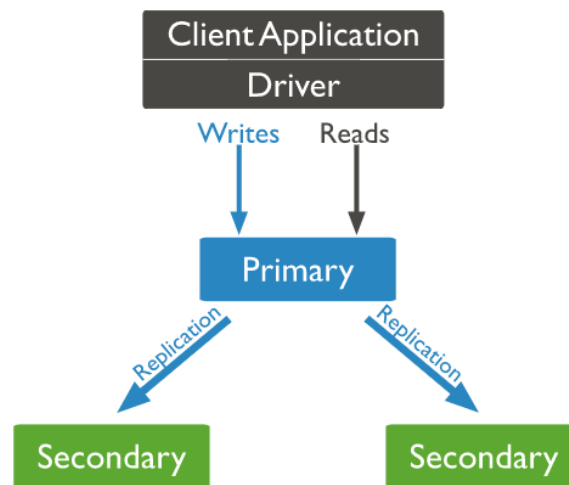 Client Application
Driver
Writes Reads
Primary
Replication Replication
Secondary Secondary